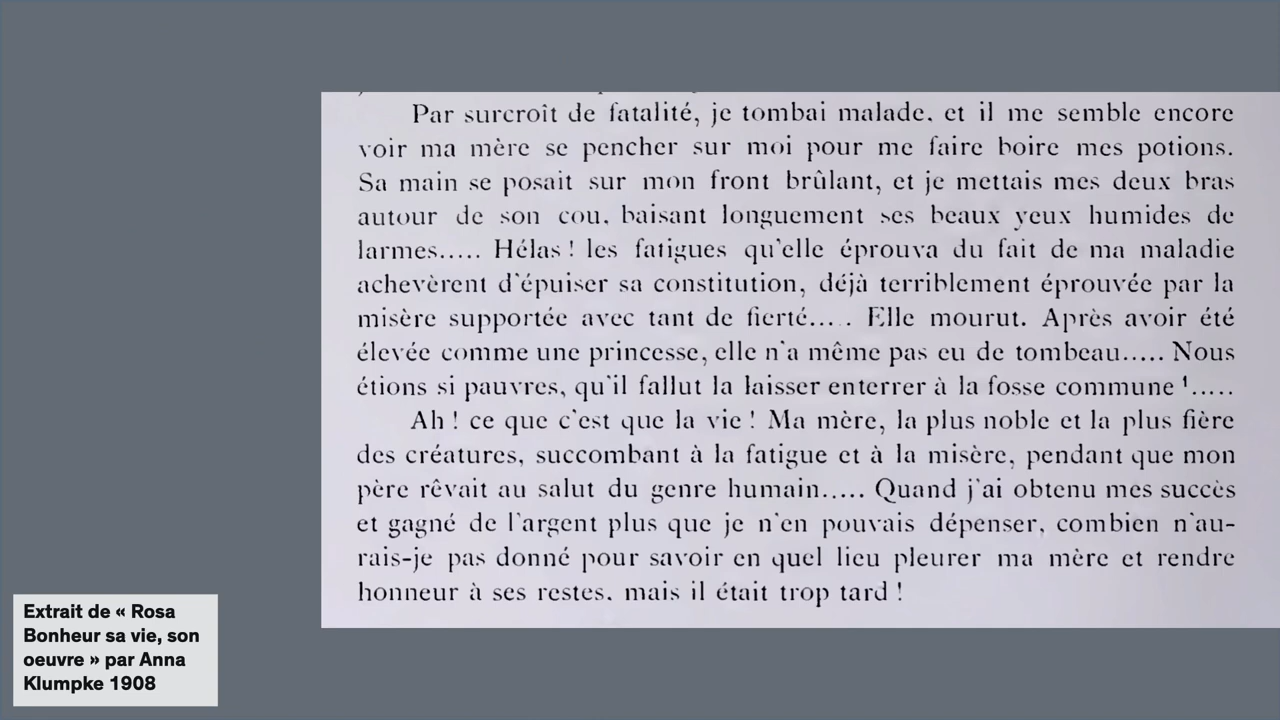 Par surcroît de fatalité, je tombai malade, et il me semble encore
voir ma mère se pencher sur moi pour me faire boire mes potions.
Sa main se posait sur mon front brûlant, et je mettais mes deux bras
autour de son cou, baisant longuement ses beaux yeux humides de
larmes..... Hélas ! les fatigues qu'elle éprouva du fait de ma maladie
achevèrent d'épuiser sa constitution, déjà terriblement éprouvée par la
misère supportée avec tant de fierté..... Elle mourut. Après avoir été
élevée comme une princesse, elle n'a même pas eu de tombeau..... Nous
étions si pauvres, qu'il fallut la laisser enterrer à la fosse commune ¹.....
Ah ! ce que c'est que la vie ! Ma mère, la plus noble et la plus fière
des créatures, succombant à la fatigue et à la misère, pendant que mon
père rêvait au salut du genre humain..... Quand j'ai obtenu mes succès
et gagné de l'argent plus que je n'en pouvais dépenser, combien n'au-
rais-je pas donné pour savoir en quel lieu pleurer ma mère et rendre
honneur à ses restes, mais il était trop tard !
Extrait de « Rosa
Bonheur sa vie, son
oeuvre » par Anna
Klumpke 1908